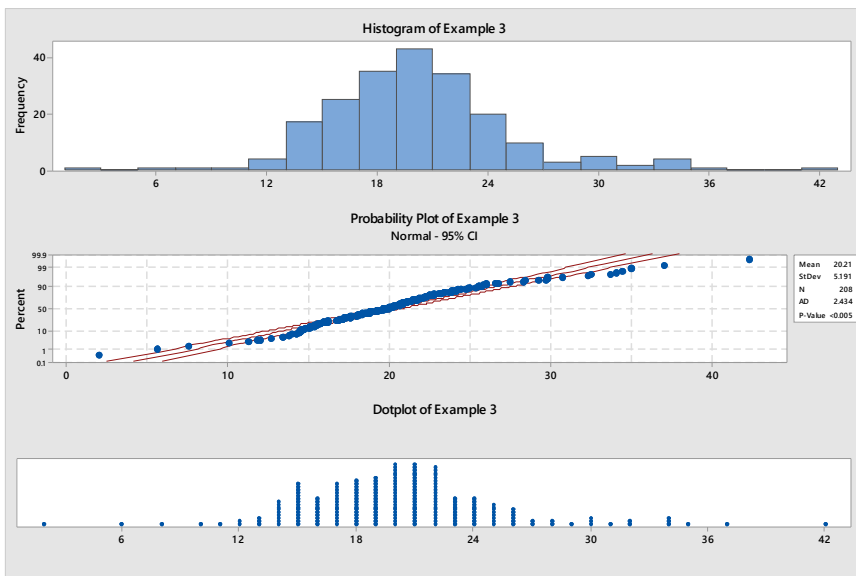 Histogram of Example 3
Frequency
40
20
0
6 12 18 24 30 36 42
Probability Plot of Example 3
Normal - 95% CI
Percent
99.9
99
90
50
10
1
0.1
0 10 20 30 40
Mean 20.21
StDev 5.191
N 208
AD 2.434
P-Value <0.005
Dotplot of Example 3
6 12 18 24 30 36 42